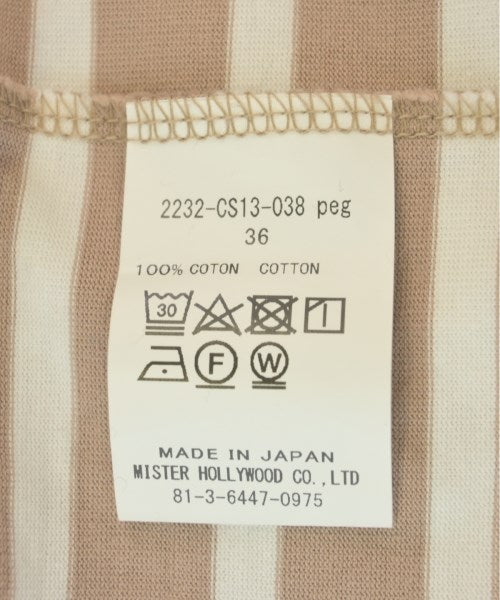 2232-CS13-038 peg
36
100% COTON COTTON
30
F W
MADE IN JAPAN
MISTER HOLLYWOOD CO.,LTD
81-3-6447-0975